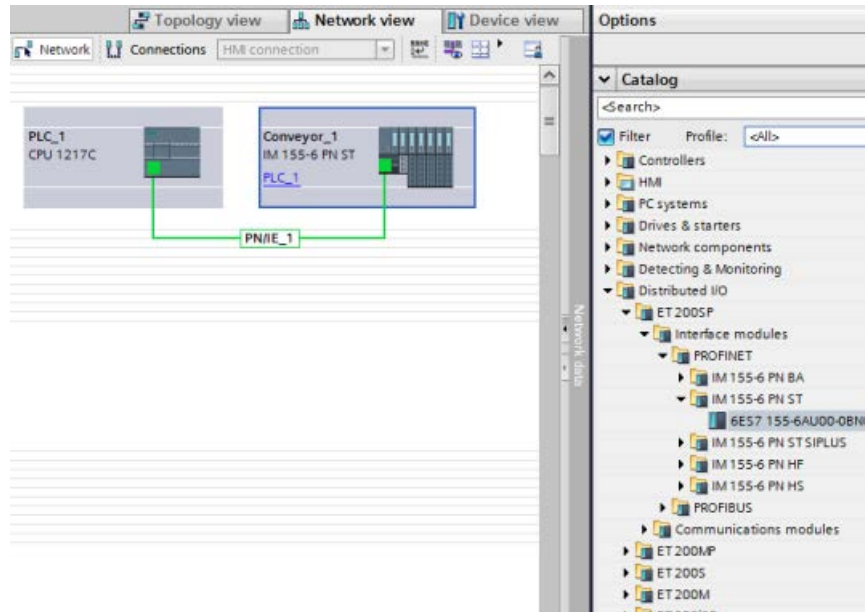 Topology view
Network view
Device view
Options
Network
Connections
HMI connection
Catalog
<Search>
Filter
Profile:
<All>
PLC_1
CPU 1217C
Conveyor_1
IM 155-6 PN ST
PLC_1
PN/IE_1
Network data
Controllers
HMI
PC systems
Drives & starters
Network components
Detecting & Monitoring
Distributed I/O
ET 200SP
Interface modules
PROFINET
IM 155-6 PN BA
IM 155-6 PN ST
6ES7 155-6AU00-0BN
IM 155-6 PN ST SIPLUS
IM 155-6 PN HF
IM 155-6 PN HS
PROFIBUS
Communications modules
ET 200MP
ET 200S
ET 200M